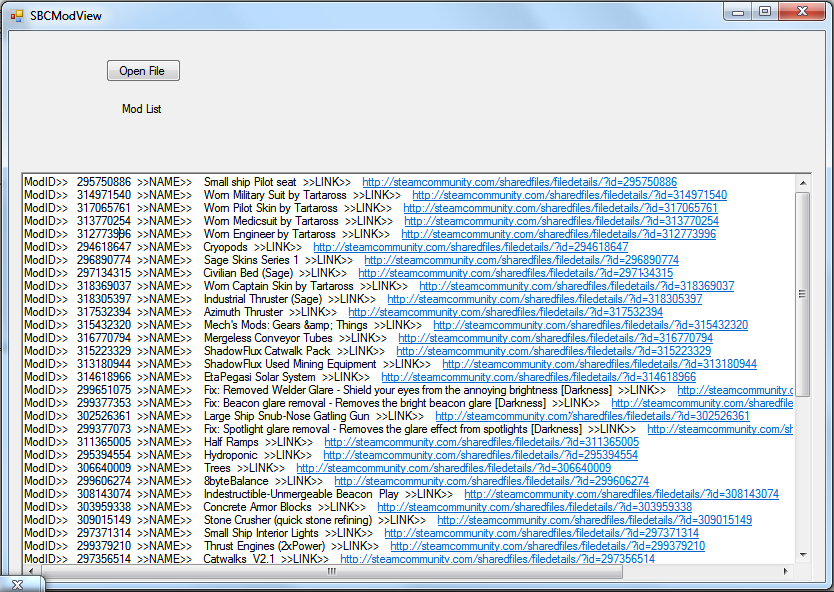 SBCModView
Open File
Mod List
ModID>> 295750886 >>NAME>> Small ship Pilot seat >>LINK>> http://steamcommunity.com/sharedfiles/filedetails/?id=295750886
ModID>> 314971540 >>NAME>> Worn Military Suit by Tartaross >>LINK>> http://steamcommunity.com/sharedfiles/filedetails/?id=314971540
ModID>> 317065761 >>NAME>> Worn Pilot Skin by Tartaross >>LINK>> http://steamcommunity.com/sharedfiles/filedetails/?id=317065761
ModID>> 313770254 >>NAME>> Worn Medicsuit by Tartaross >>LINK>> http://steamcommunity.com/sharedfiles/filedetails/?id=313770254
ModID>> 312773996 >>NAME>> Worn Engineer by Tartaross >>LINK>> http://steamcommunity.com/sharedfiles/filedetails/?id=312773996
ModID>> 294618647 >>NAME>> Cryopods >>LINK>> http://steamcommunity.com/sharedfiles/filedetails/?id=294618647
ModID>> 296890774 >>NAME>> Sage Skins Series 1 >>LINK>> http://steamcommunity.com/sharedfiles/filedetails/?id=296890774
ModID>> 297134315 >>NAME>> Civilian Bed (Sage) >>LINK>> http://steamcommunity.com/sharedfiles/filedetails/?id=297134315
ModID>> 318369037 >>NAME>> Worn Captain Skin by Tartaross >>LINK>> http://steamcommunity.com/sharedfiles/filedetails/?id=318369037
ModID>> 318305397 >>NAME>> Industrial Thruster (Sage) >>LINK>> http://steamcommunity.com/sharedfiles/filedetails/?id=318305397
ModID>> 317532394 >>NAME>> Azimuth Thruster >>LINK>> http://steamcommunity.com/sharedfiles/filedetails/?id=317532394
ModID>> 315432320 >>NAME>> Mech's Mods: Gears &amp; Things >>LINK>> http://steamcommunity.com/sharedfiles/filedetails/?id=315432320
ModID>> 316770794 >>NAME>> Mergeless Conveyor Tubes >>LINK>> http://steamcommunity.com/sharedfiles/filedetails/?id=316770794
ModID>> 315223329 >>NAME>> ShadowFlux Catwalk Pack >>LINK>> http://steamcommunity.com/sharedfiles/filedetails/?id=315223329
ModID>> 313180944 >>NAME>> ShadowFlux Used Mining Equipment >>LINK>> http://steamcommunity.com/sharedfiles/filedetails/?id=313180944
ModID>> 314618966 >>NAME>> EtaPegasi Solar System >>LINK>> http://steamcommunity.com/sharedfiles/filedetails/?id=314618966
ModID>> 299651075 >>NAME>> Fix: Removed Welder Glare - Shield your eyes from the annoying brightness [Darkness] >>LINK>> http://steamcommunity.c
ModID>> 299377353 >>NAME>> Fix: Beacon glare removal - Removes the bright beacon glare [Darkness] >>LINK>> http://steamcommunity.com/sharedfile
ModID>> 302526361 >>NAME>> Large Ship Snub-Nose Gatling Gun >>LINK>> http://steamcommunity.com/sharedfiles/filedetails/?id=302526361
ModID>> 299377073 >>NAME>> Fix: Spotlight glare removal - Removes the glare effect from spotlights [Darkness] >>LINK>> http://steamcommunity.com/sh
ModID>> 311365005 >>NAME>> Half Ramps >>LINK>> http://steamcommunity.com/sharedfiles/filedetails/?id=311365005
ModID>> 295394554 >>NAME>> Hydroponic >>LINK>> http://steamcommunity.com/sharedfiles/filedetails/?id=295394554
ModID>> 306640009 >>NAME>> Trees >>LINK>> http://steamcommunity.com/sharedfiles/filedetails/?id=306640009
ModID>> 299606274 >>NAME>> 8byteBalance >>LINK>> http://steamcommunity.com/sharedfiles/filedetails/?id=299606274
ModID>> 308143074 >>NAME>> Indestructible-Unmergeable Beacon Play >>LINK>> http://steamcommunity.com/sharedfiles/filedetails/?id=308143074
ModID>> 303959338 >>NAME>> Concrete Armor Blocks >>LINK>> http://steamcommunity.com/sharedfiles/filedetails/?id=303959338
ModID>> 309015149 >>NAME>> Stone Crusher (quick stone refining) >>LINK>> http://steamcommunity.com/sharedfiles/filedetails/?id=309015149
ModID>> 297371314 >>NAME>> Small Ship Interior Lights >>LINK>> http://steamcommunity.com/sharedfiles/filedetails/?id=297371314
ModID>> 299379210 >>NAME>> Thrust Engines (2xPower) >>LINK>> http://steamcommunity.com/sharedfiles/filedetails/?id=299379210
ModID>> 297356514 >>NAME>> Catwalks V2.1 >>LINK>> http://steamcommunity.com/sharedfiles/filedetails/?id=297356514